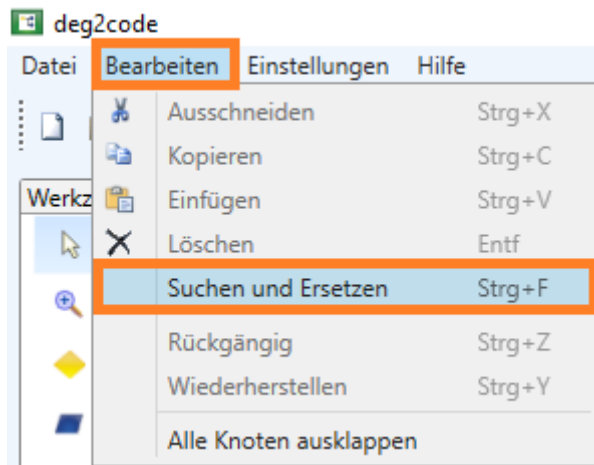 deg2code
Datei Bearbeiten Einstellungen Hilfe
Ausschneiden Strg+X
Kopieren Strg+C
Werkz
Einfügen Strg+V
Löschen Entf
Suchen und Ersetzen Strg+F
Rückgängig Strg+Z
Wiederherstellen Strg+Y
Alle Knoten ausklappen